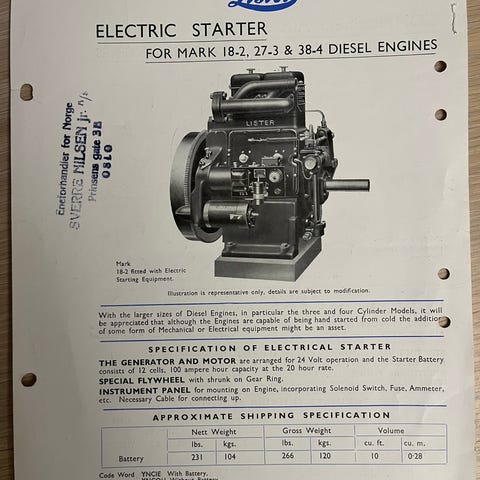 Lister
ELECTRIC STARTER
FOR MARK 18-2, 27-3 & 38-4 DIESEL ENGINES
Eneforhandler for Norge
SVERRE NILSEN jr. A/S
Prinsens gate 3B
OSLO
LISTER
Mark
18-2 fitted with Electric
Starting Equipment.
Illustration is representative only, details are subject to modification.
With the larger sizes of Diesel Engines, in particular the three and four Cylinder Models, it will
be appreciated that although the Engines are capable of being hand started from cold the addition
of some form of Mechanical or Electrical equipment might be an asset.
SPECIFICATION OF ELECTRICAL STARTER
THE GENERATOR AND MOTOR are arranged for 24 Volt operation and the Starter Battery
consists of 12 cells, 100 ampere hour capacity at the 20 hour rate.
SPECIAL FLYWHEEL with shrunk on Gear Ring.
INSTRUMENT PANEL for mounting on Engine, incorporating Solenoid Switch, Fuse, Ammeter,
etc. Necessary Cable for connecting up.
APPROXIMATE SHIPPING SPECIFICATION
Nett Weight Gross Weight Volume
lbs. kgs. lbs. kgs. cu. ft. cu. m.
Battery 231 104 266 120 10 0·28
Code Word YNCIE With Battery.
Without Battery.